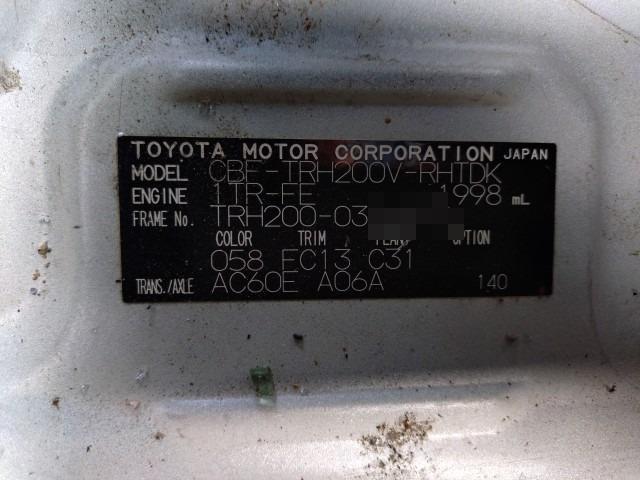 TOYOTA MOTOR CORPORATION JAPAN
MODEL CBF-TRH200V-RHTDK
ENGINE 1TR-FE 1998 mL
FRAME No. TRH200-03
COLOR TRIM PLANT OPTION
058 FC13 C31
TRANS./AXLE AC60E A06A 140